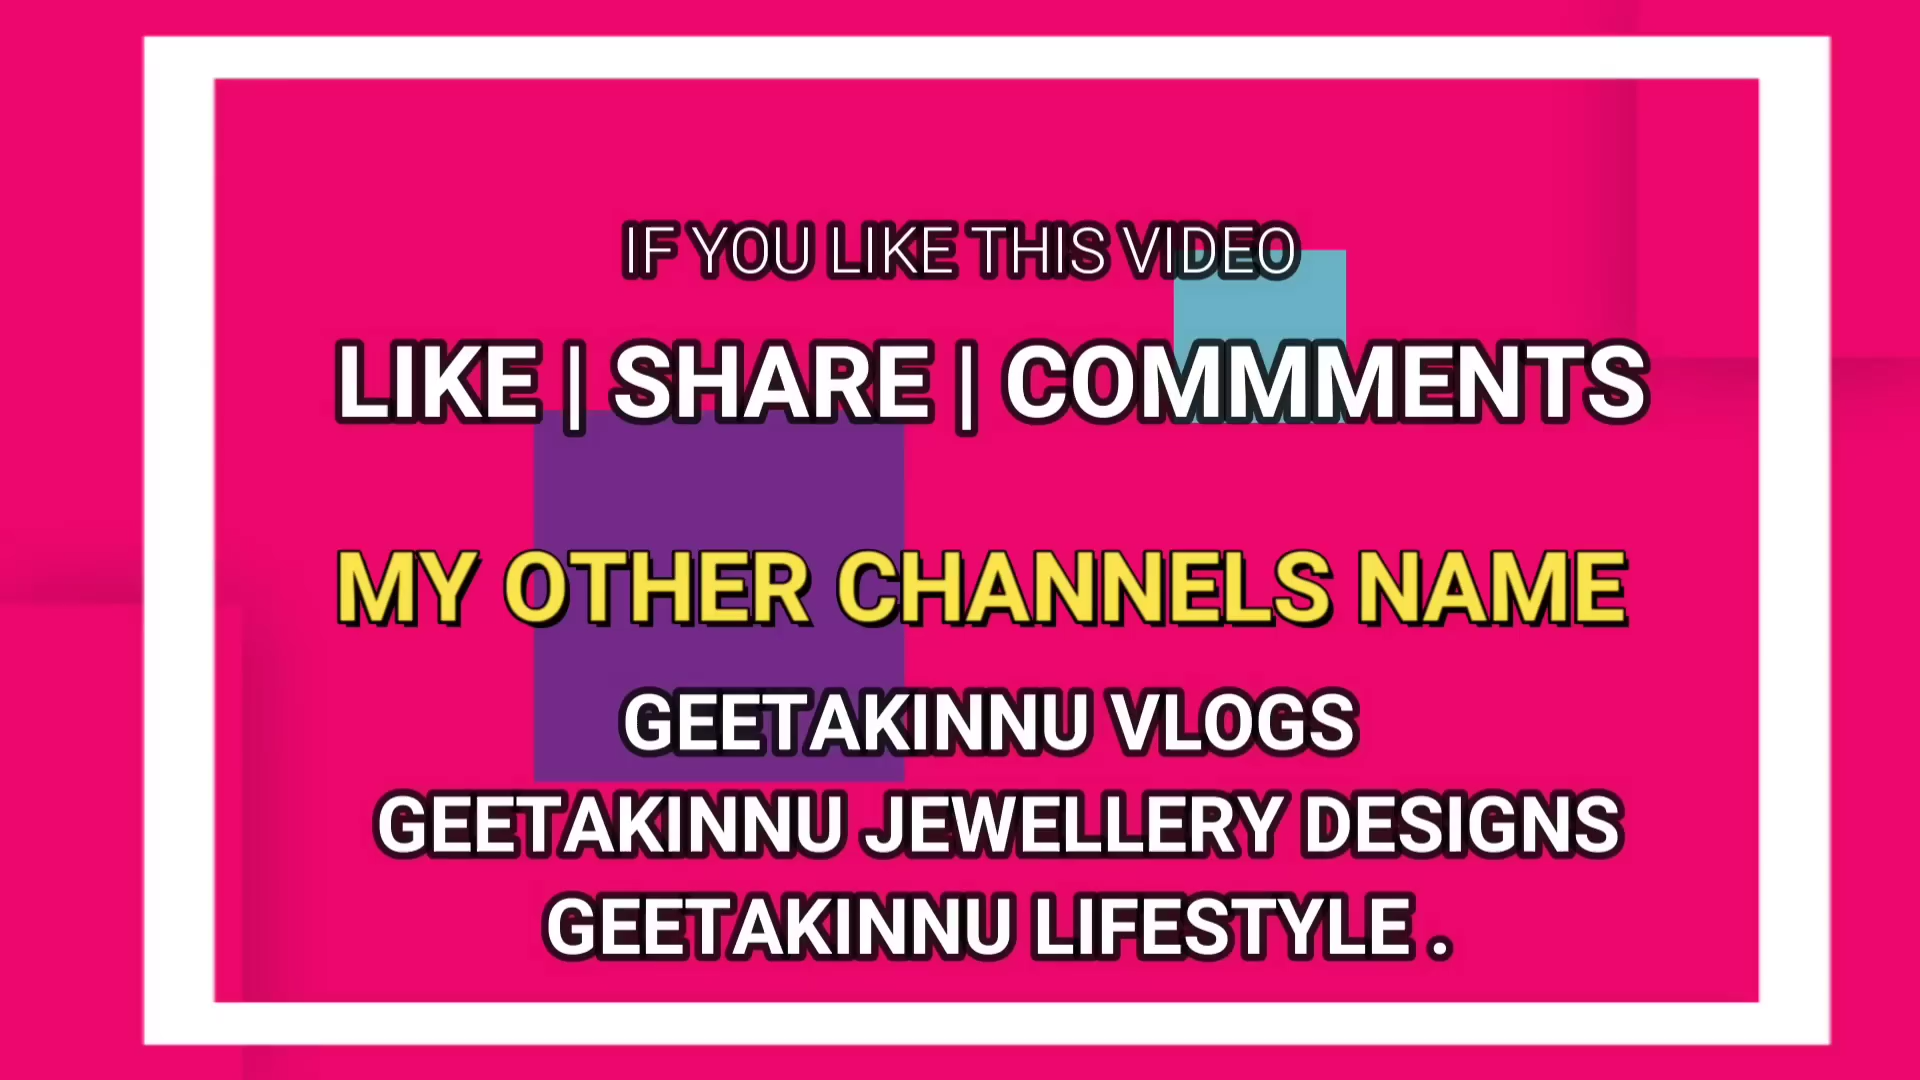 IF YOU LIKE THIS VIDEO
LIKE | SHARE | COMMMENTS
MY OTHER CHANNELS NAME
GEETAKINNU VLOGS
GEETAKINNU JEWELLERY DESIGNS
GEETAKINNU LIFESTYLE .